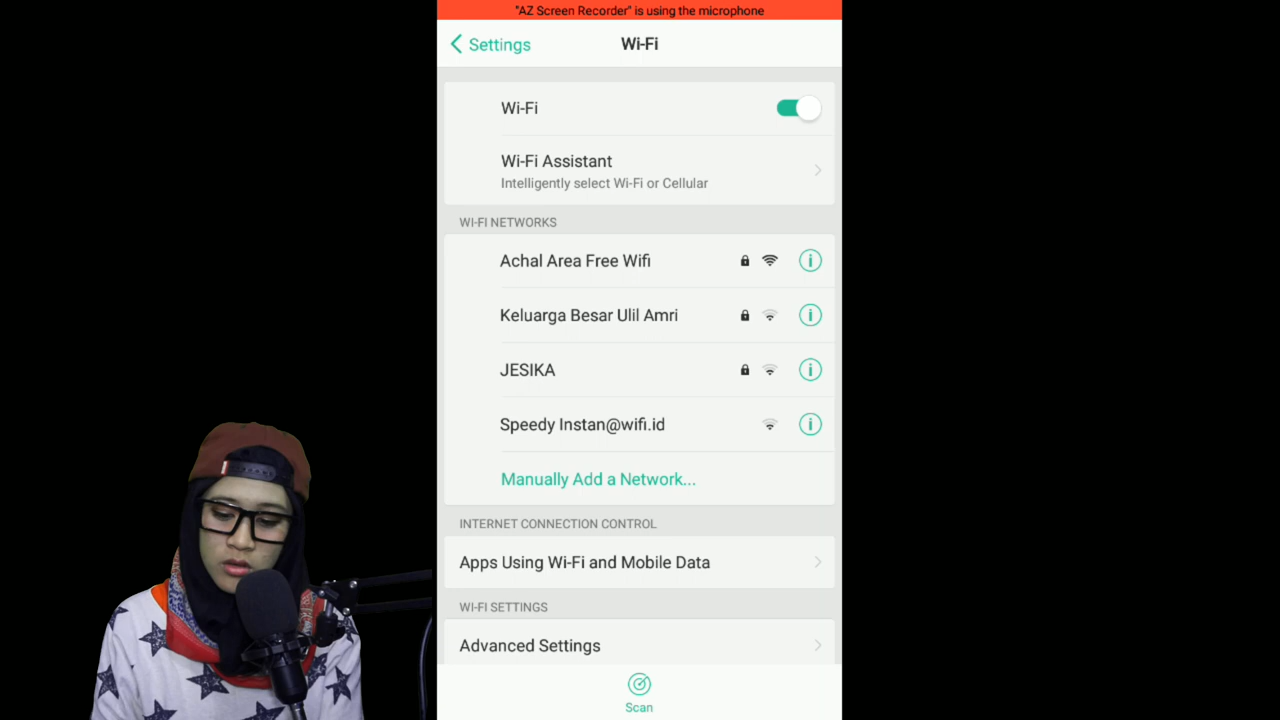 "AZ Screen Recorder" is using the microphone
Settings
Wi-Fi
Wi-Fi
Wi-Fi Assistant
Intelligently select Wi-Fi or Cellular
WI-FI NETWORKS
Achal Area Free Wifi
Keluarga Besar Ulil Amri
JESIKA
Speedy Instan@wifi.id
Manually Add a Network...
INTERNET CONNECTION CONTROL
Apps Using Wi-Fi and Mobile Data
WI-FI SETTINGS
Advanced Settings
Scan